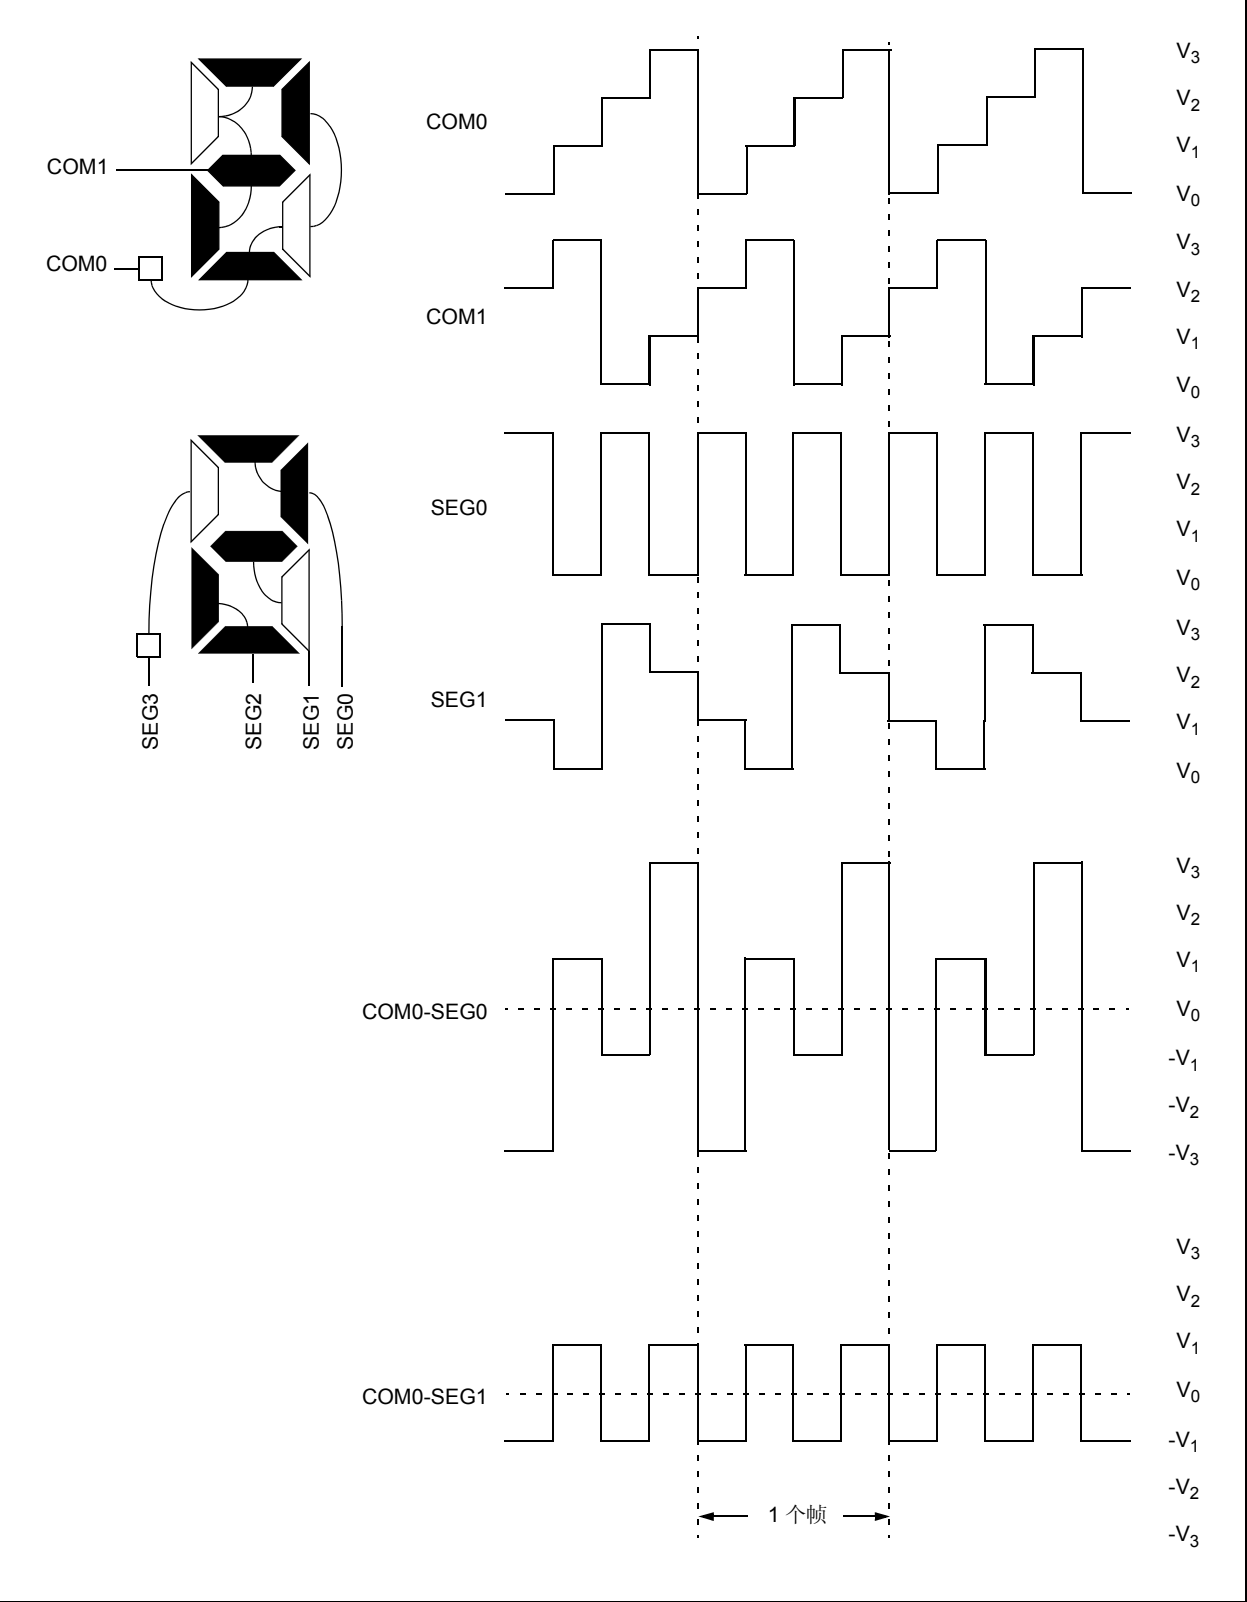 COM1
COM0
SEG3
SEG2
SEG1
SEG0
COM0
V3
V2
V1
V0
COM1
V3
V2
V1
V0
SEG0
V3
V2
V1
V0
SEG1
V3
V2
V1
V0
COM0-SEG0
V3
V2
V1
V0
-V1
-V2
-V3
COM0-SEG1
V3
V2
V1
V0
-V1
-V2
-V3
1 个帧